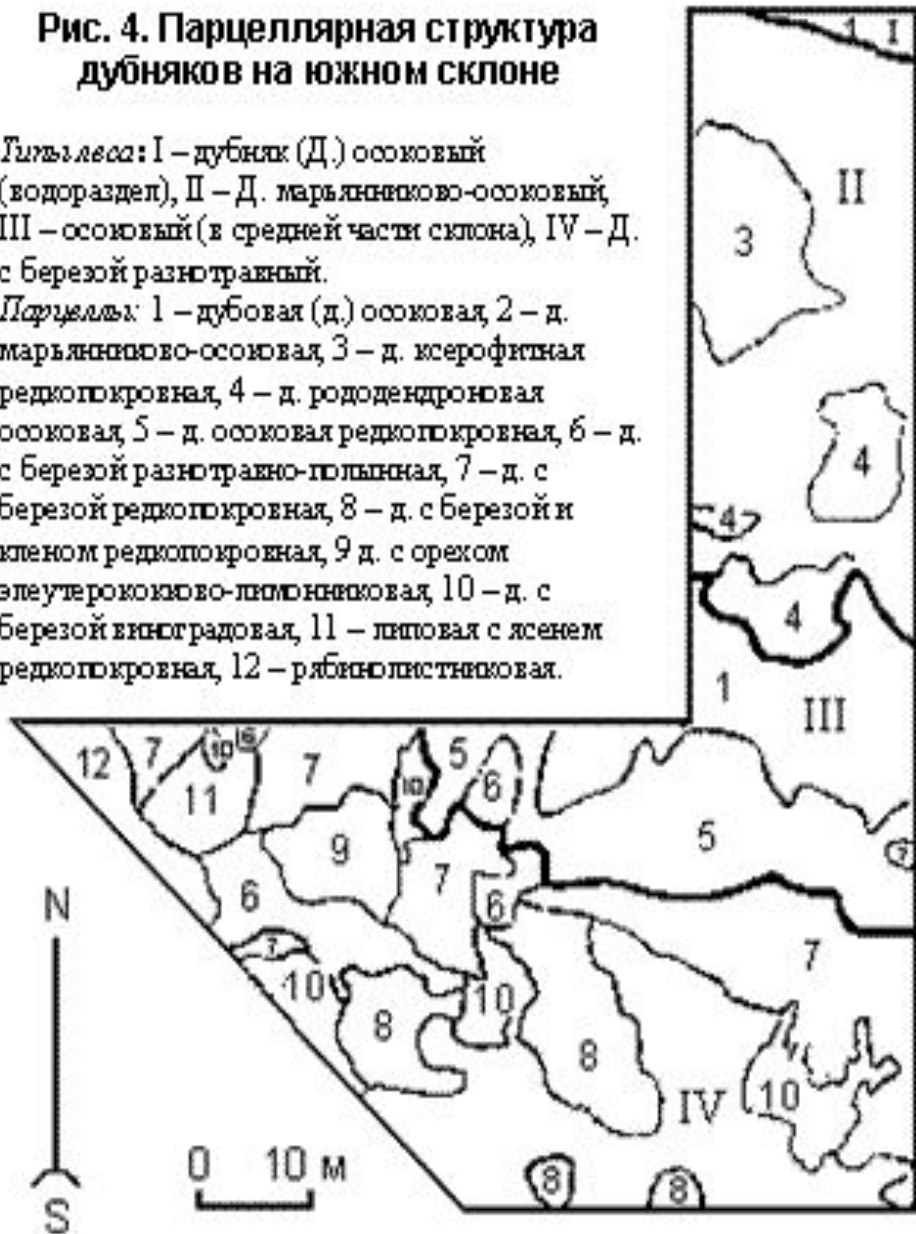 Рис. 4. Парцеллярная структура
дубняков на южном склоне
Типы леса: I – дубняк (Д.) осоковый
(водораздел), II – Д. марьянниково-осоковый,
III – осоковый (в средней части склона), IV – Д.
с березой разнотравный.
Парцеллы: 1 – дубовая (д.) осоковая, 2 – д.
марьянниково-осоковая, 3 – д. ксерофитная
редкопокровная, 4 – д. рододендроновая
осоковая, 5 – д. осоковая редкопокровная, 6 – д.
с березой разнотравно-полынная, 7 – д. с
березой редкопокровная, 8 – д. с березой и
кленом редкопокровная, 9 д. с орехом
элеутерококково-лимонниковая, 10 – д. с
березой виноградовая, 11 – липовая с ясенем
редкопокровная, 12 – рябинолистниковая.
1 I
II
3
4
4
4
1
III
12 7 10 6 7 5
11 10 6
9 5
7 7
6 6
N
7 7
10 10
8 8
IV 10
0 10 м
8 8
S